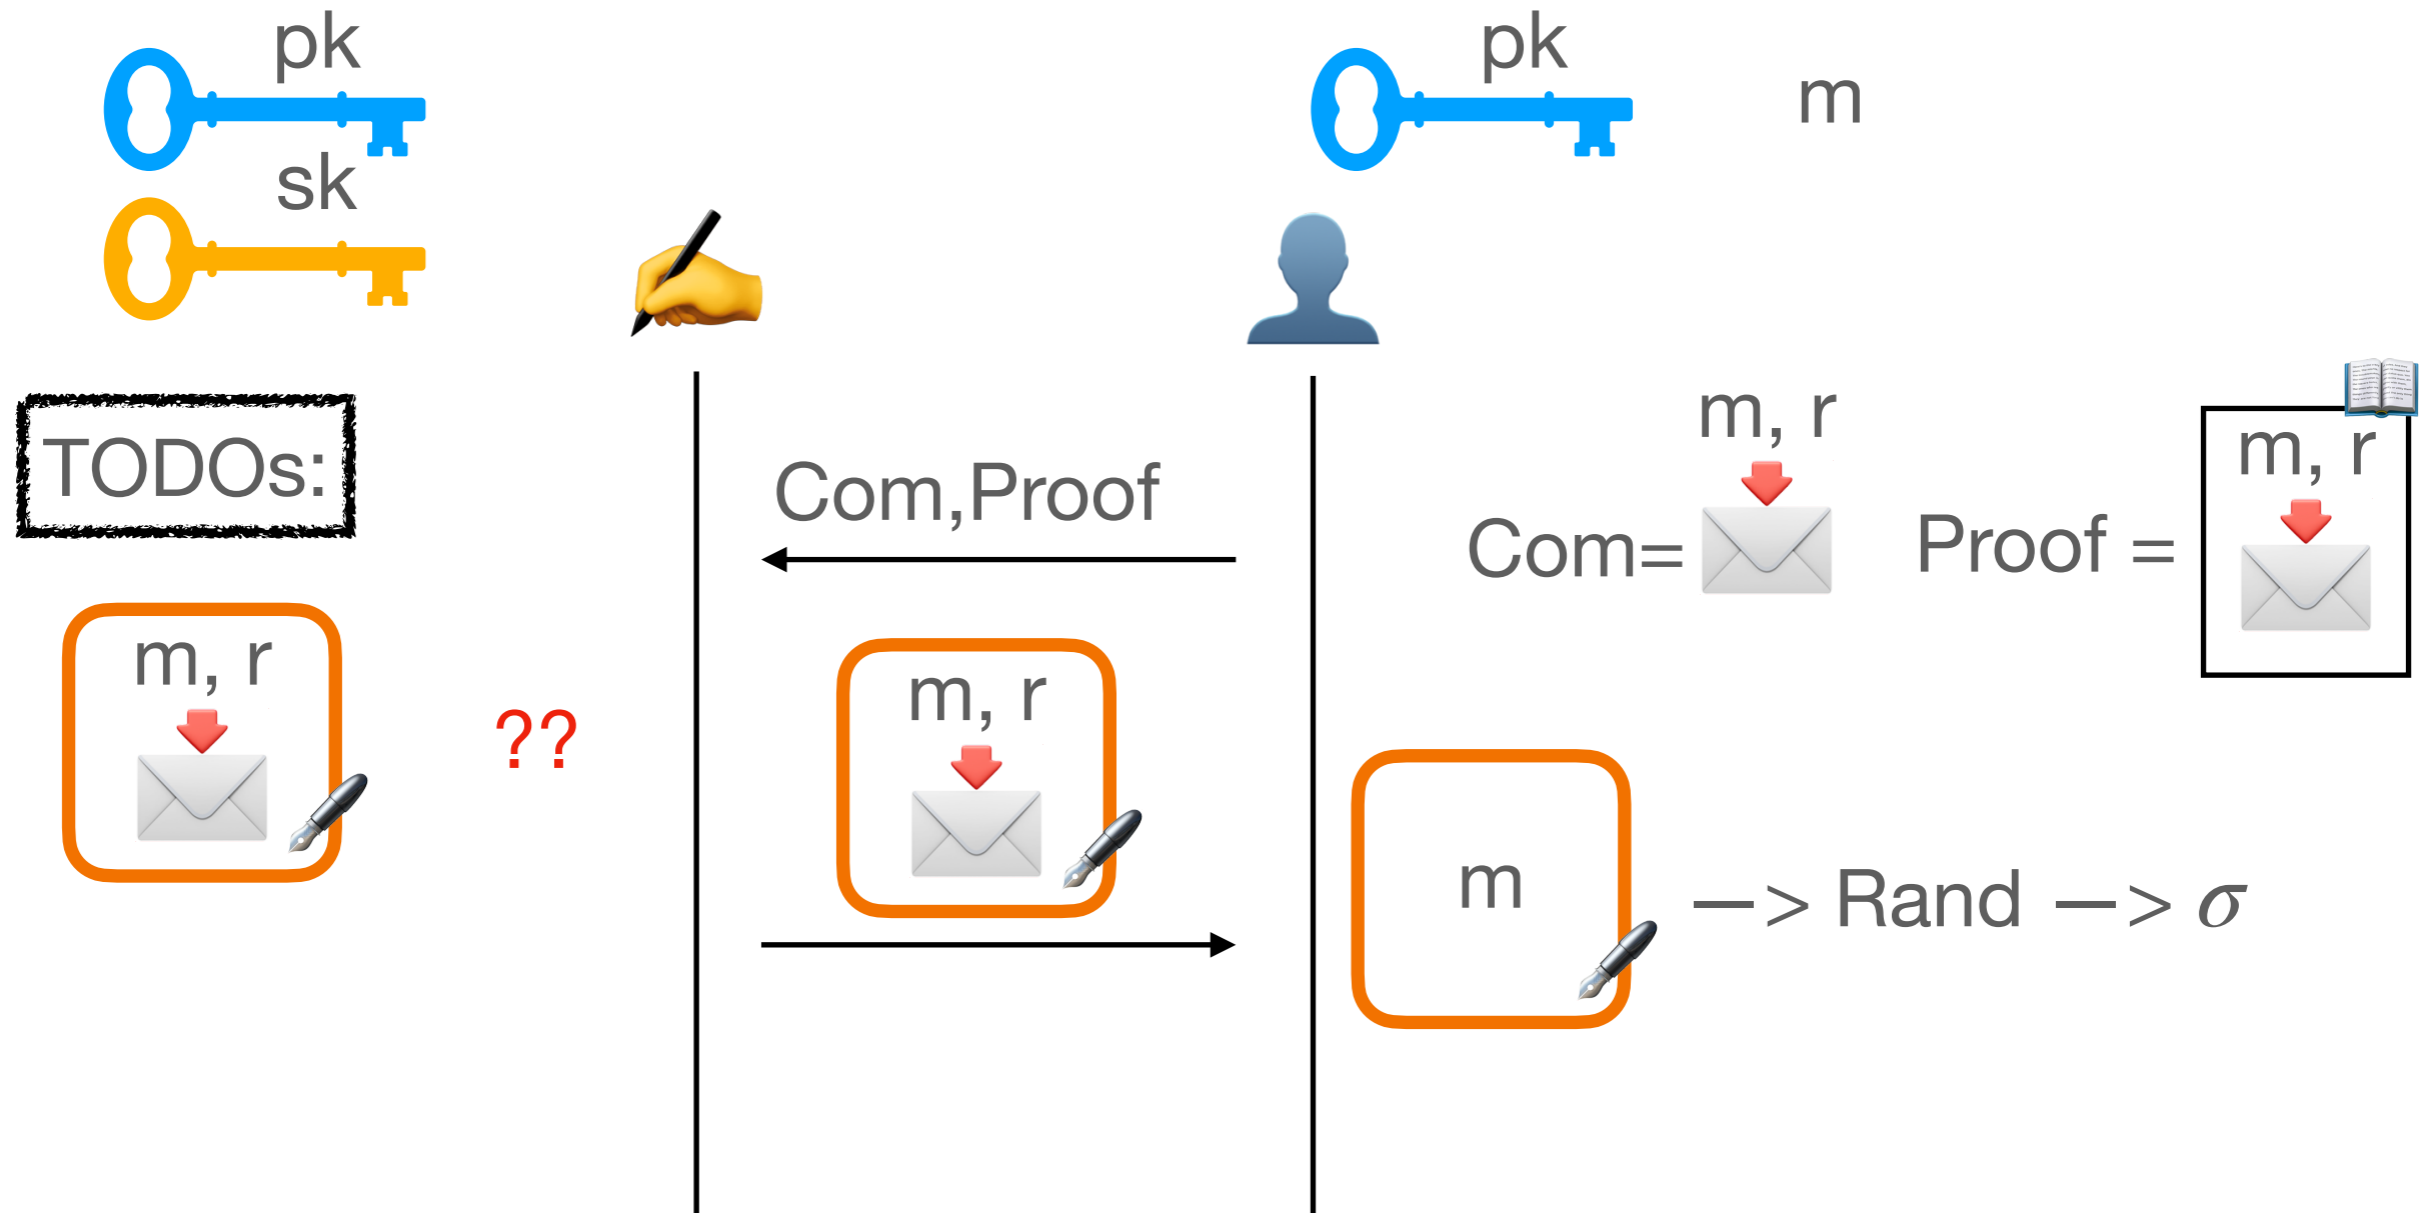 pk
sk
pk
m
TODOs:
m, r
??
Com,Proof
m, r
m, r
Com=
Proof =
m, r
m
—> Rand —> σ